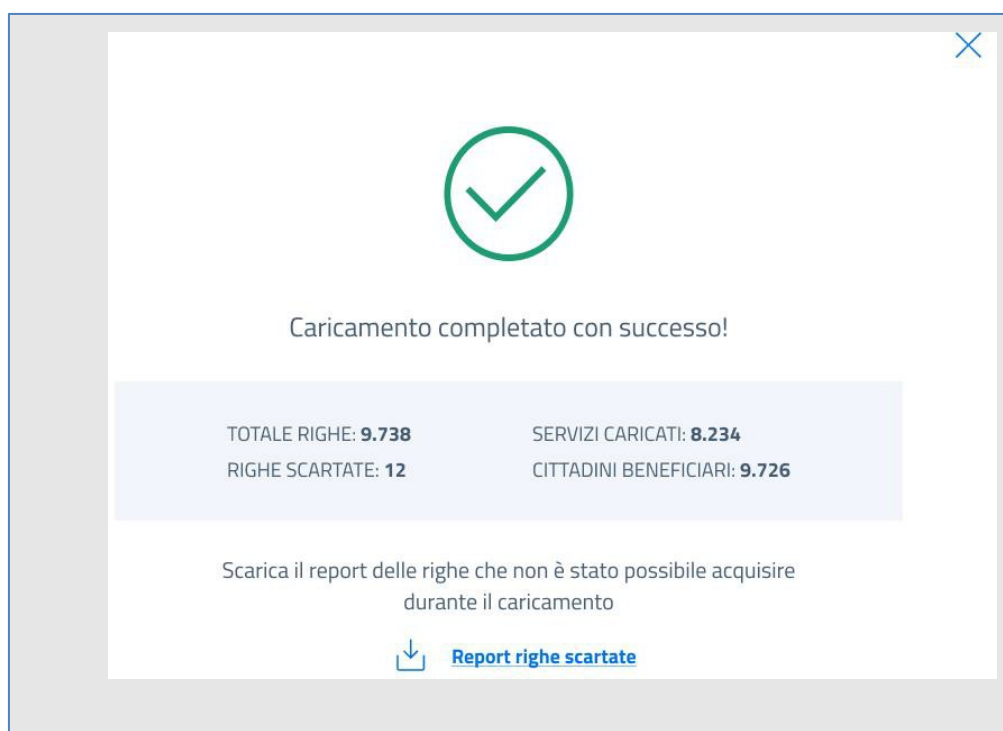 Caricamento completato con successo!
TOTALE RIGHE: 9.738
SERVIZI CARICATI: 8.234
RIGHE SCARTATE: 12
CITTADINI BENEFICIARI: 9.726
Scarica il report delle righe che non è stato possibile acquisire
durante il caricamento
Report righe scartate